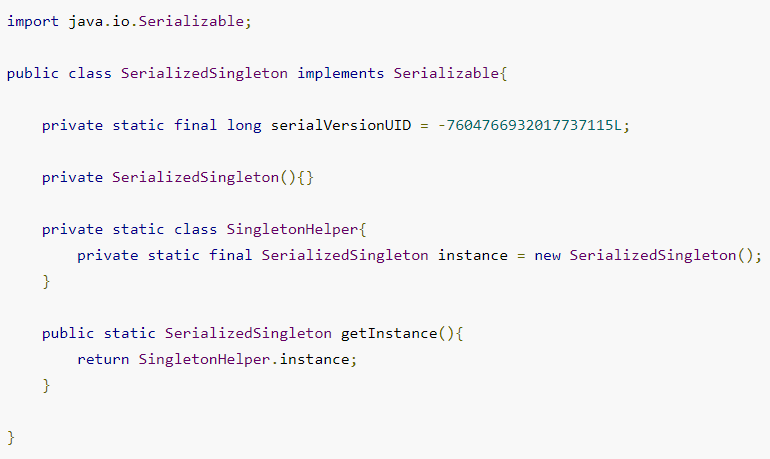 import java.io.Serializable;
public class SerializedSingleton implements Serializable{
private static final long serialVersionUID = -7604766932017737115L;
private SerializedSingleton(){}
private static class SingletonHelper{
private static final SerializedSingleton instance = new SerializedSingleton();
}
public static SerializedSingleton getInstance(){
return SingletonHelper.instance;
}
}